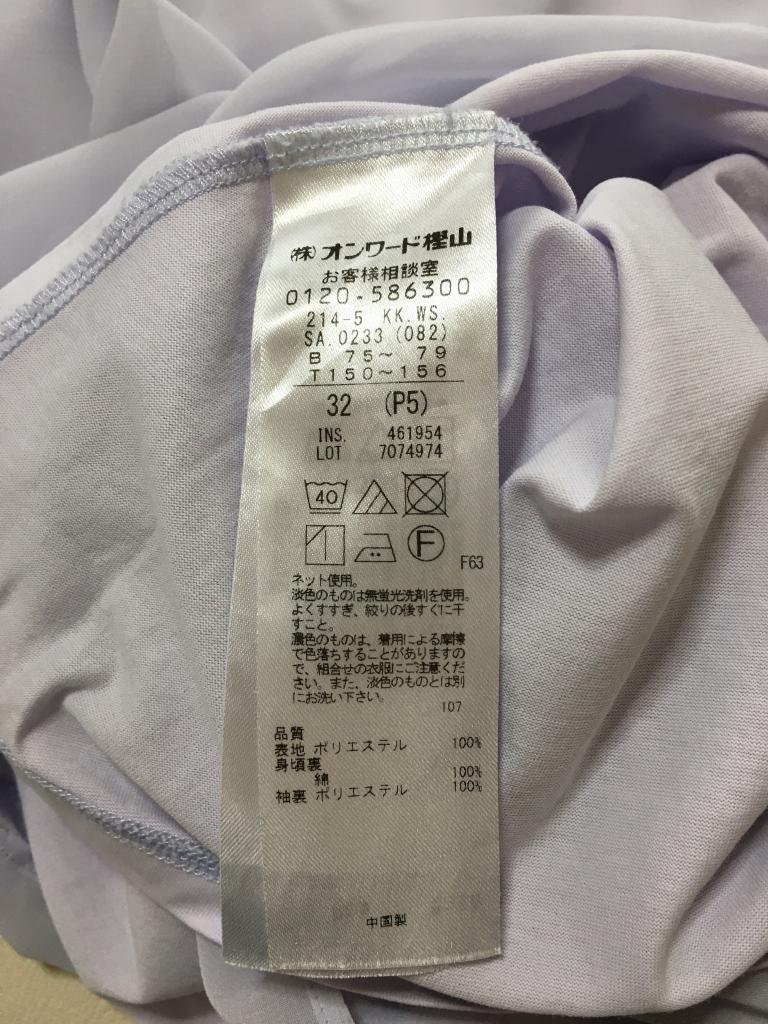 (株)オンワード樫山
お客様相談室
0120-586300
214-5 KK.WS.
SA.0233 (082)
B 75～ 79
T150～156
32 (P5)
INS. 461954
LOT 7074974
40
F
F63
ネット使用。
淡色のものは無蛍光洗剤を使用。
よくすすぎ、絞りの後すぐに干
すこと。
濃色のものは、着用による摩擦
で色落ちすることがありますの
で、組合せの衣服にご注意くだ
さい。また、淡色のものとは別
にお洗い下さい。
107
品質
表地 ポリエステル 100%
身頃裏
綿 100%
袖裏 ポリエステル 100%
中国製